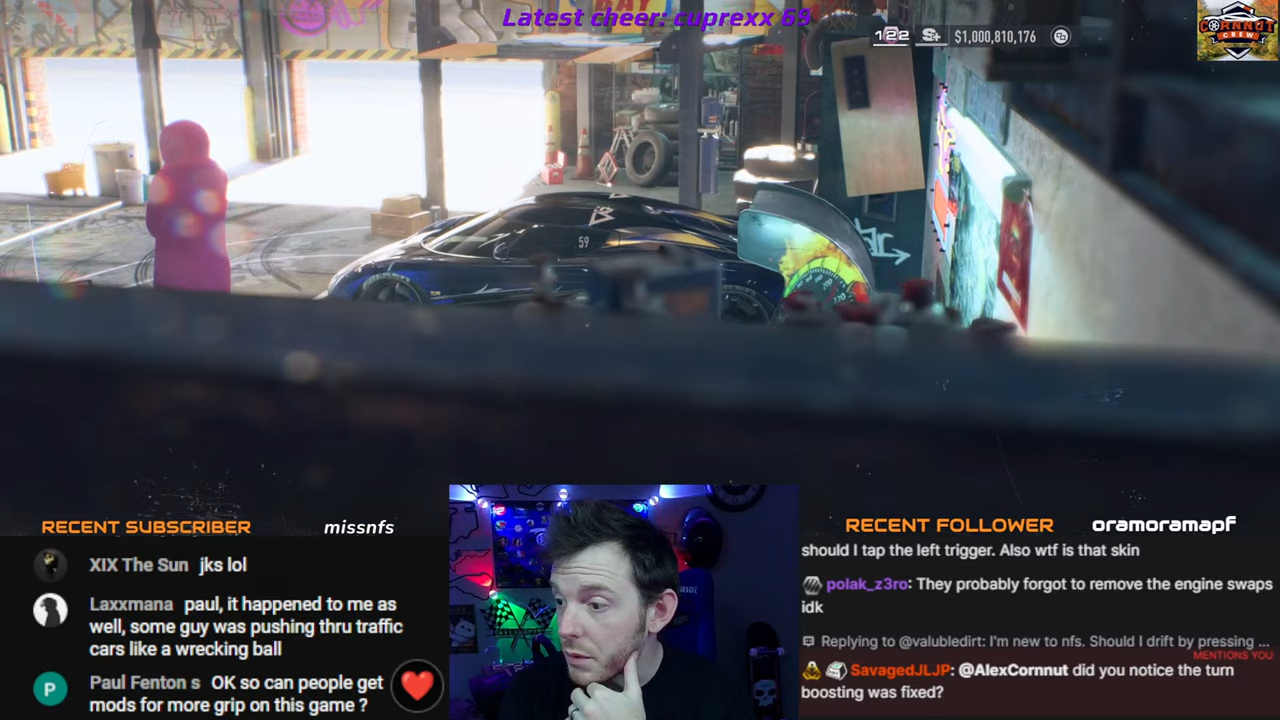 Latest cheer: cuprexx 69
122 S+ $1,000,810,176
CORNNUT
CREW
59
RECENT SUBSCRIBER missnfs
XIX The Sun jks lol
Laxxmana paul, it happened to me as
well, some guy was pushing thru traffic
cars like a wrecking ball
P Paul Fenton s OK so can people get
mods for more grip on this game ?
RECENT FOLLOWER oramoramapf
should I tap the left trigger. Also wtf is that skin
polak_z3ro: They probably forgot to remove the engine swaps
idk
Replying to @valubledirt: I'm new to nfs. Should I drift by pressing ...
MENTIONS YOU
SavagedJLJP: @AlexCornnut did you notice the turn
boosting was fixed?